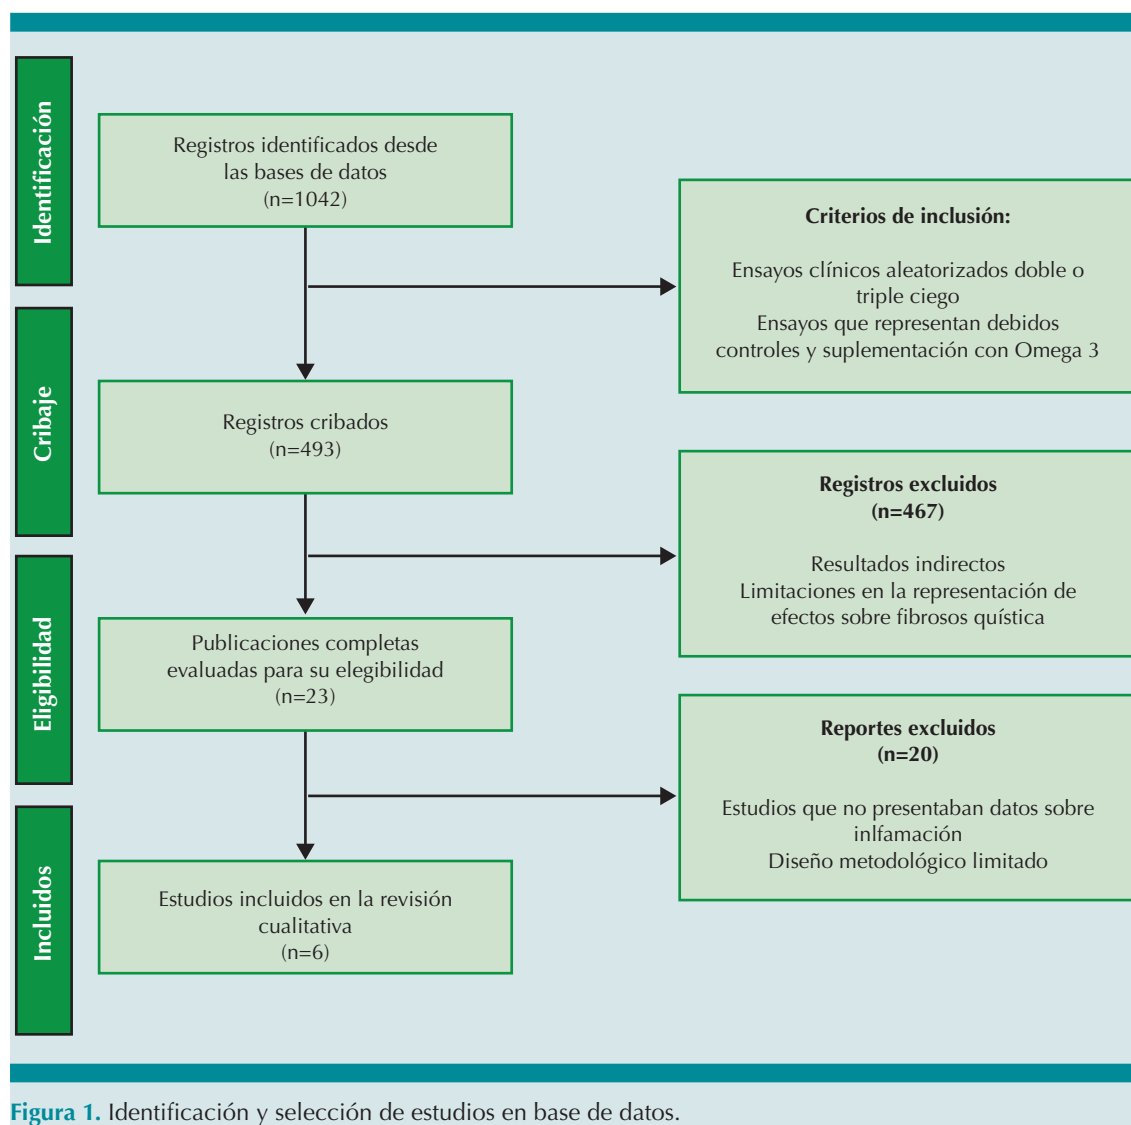 Identificación
Registros identificados desde
las bases de datos
(n=1042)
Criterios de inclusión:
Ensayos clínicos aleatorizados doble o
triple ciego
Ensayos que representan debidos
controles y suplementación con Omega 3
Cribaje
Registros cribados
(n=493)
Registros excluidos
(n=467)
Resultados indirectos
Limitaciones en la representación de
efectos sobre fibrosos quística
Eligibilidad
Publicaciones completas
evaluadas para su elegibilidad
(n=23)
Reportes excluidos
(n=20)
Estudios que no presentaban datos sobre
inlfamación
Diseño metodológico limitado
Incluidos
Estudios incluidos en la revisión
cualitativa
(n=6)
Figura 1. Identificación y selección de estudios en base de datos.